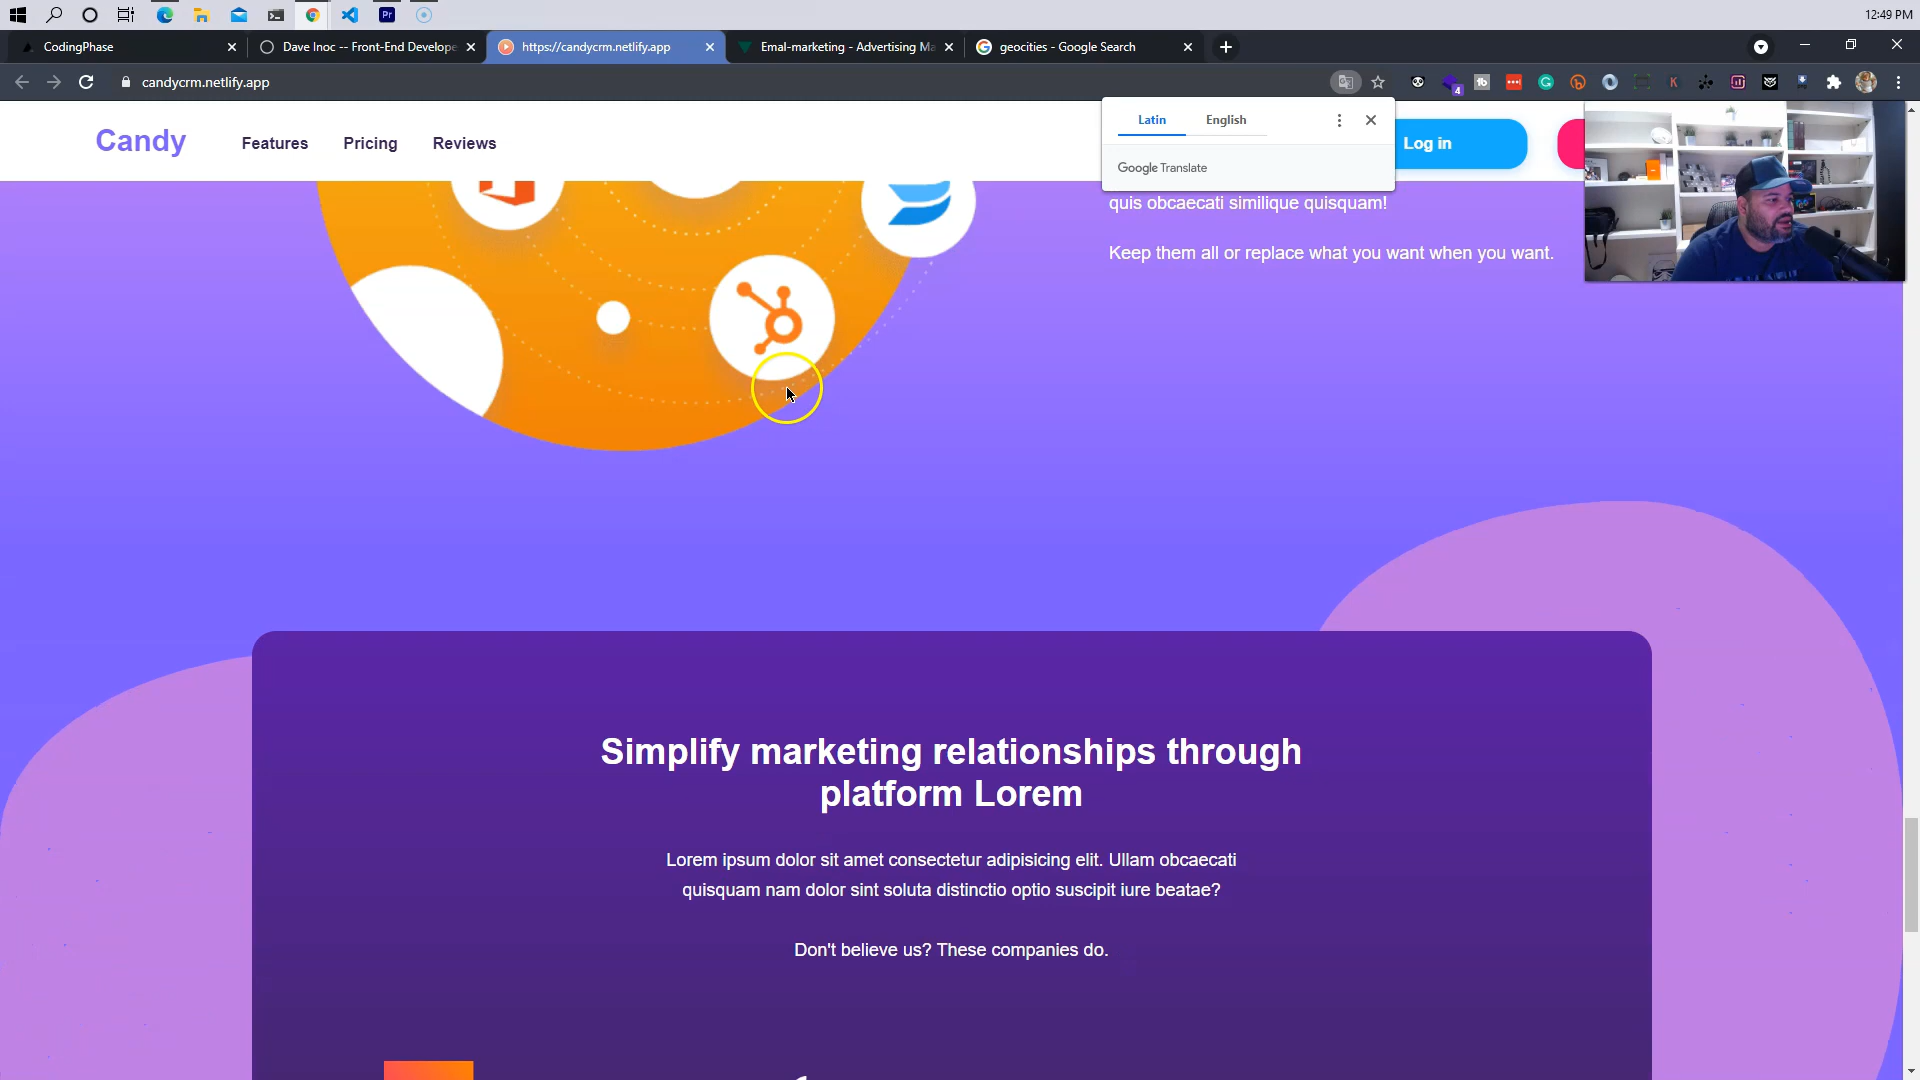 12:49 PM
CodingPhase
Dave Inoc -- Front-End Develope
https://candycrm.netlify.app
Emal-marketing - Advertising Ma
geocities - Google Search
candycrm.netlify.app
4
Candy
Features
Pricing
Reviews
Latin
English
Google Translate
Log in
quis obcaecati similique quisquam!
Keep them all or replace what you want when you want.
Simplify marketing relationships through
platform Lorem
Lorem ipsum dolor sit amet consectetur adipisicing elit. Ullam obcaecati
quisquam nam dolor sint soluta distinctio optio suscipit iure beatae?
Don't believe us? These companies do.